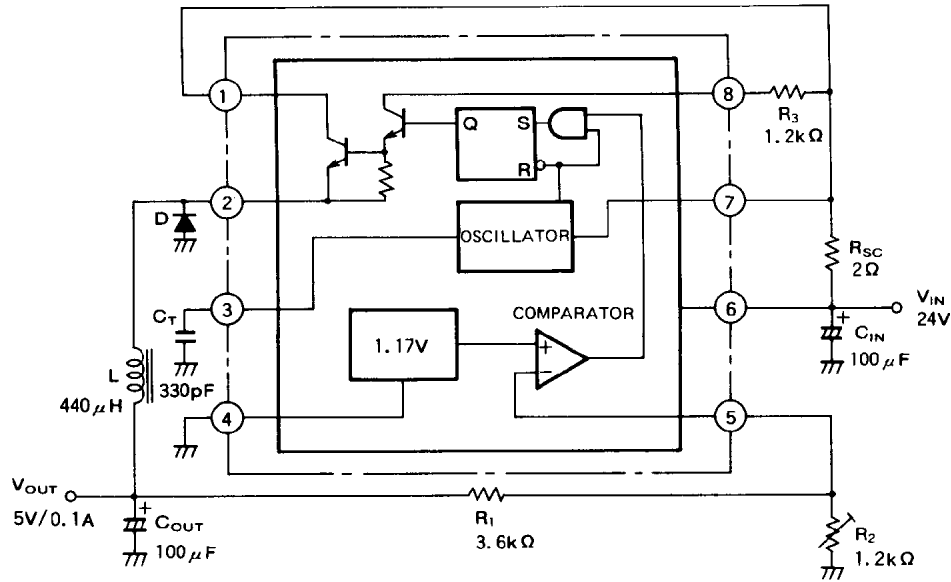 1
8
R3
1.2kΩ
Q
S
R
2
7
D
OSCILLATOR
RSC
2Ω
3
6
VIN
24V
CT
COMPARATOR
CIN
100μF
1.17V
+
+
−
L
440μH
330pF
4
5
VOUT
5V/0.1A
+
COUT
100μF
R1
3.6kΩ
R2
1.2kΩ